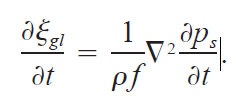 ∂ξ_gl/∂t = 1/(ρf) ∇² ∂p_s/∂t|.